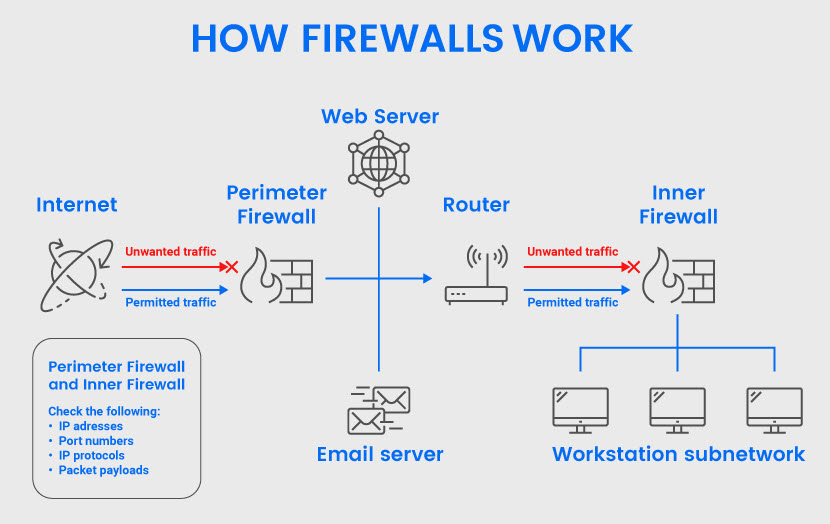 HOW FIREWALLS WORK
Web Server
Internet
Perimeter
Firewall
Router
Inner
Firewall
Unwanted traffic
Permitted traffic
Unwanted traffic
Permitted traffic
Perimeter Firewall
and Inner Firewall
Check the following:
• IP adresses
• Port numbers
• IP protocols
• Packet payloads
Email server
Workstation subnetwork